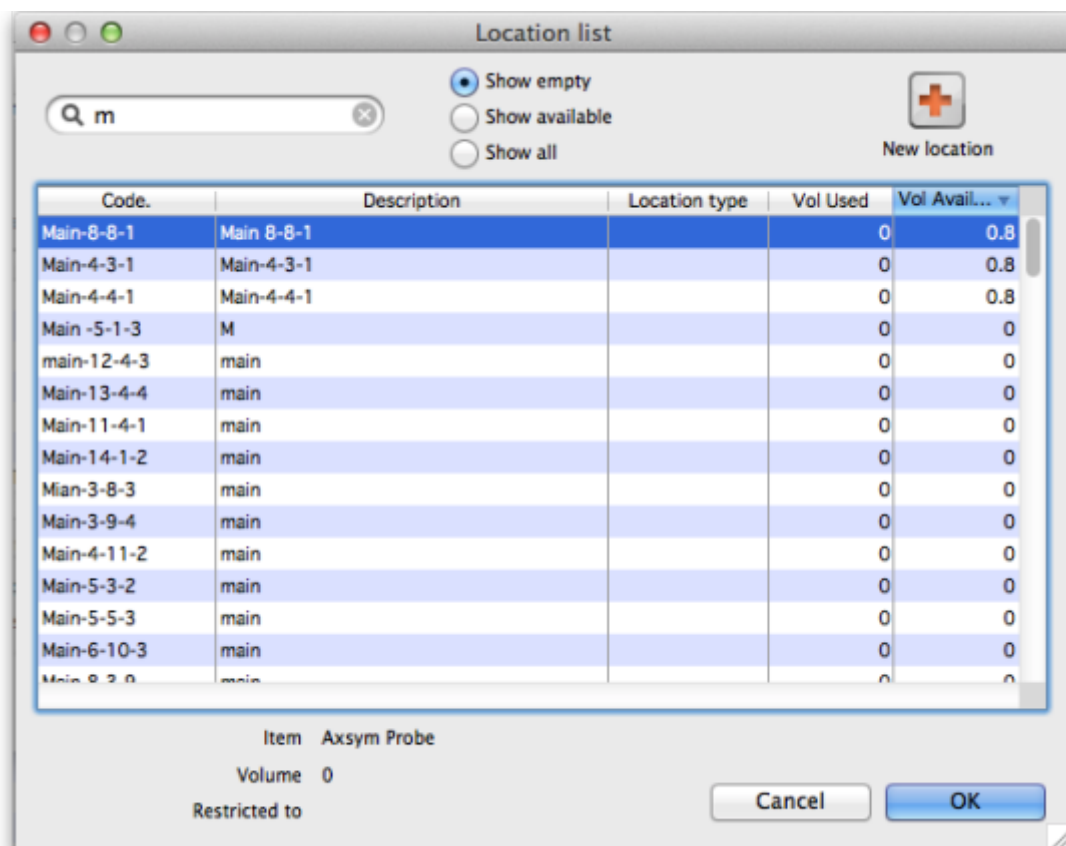 Location list
m
Show empty
Show available
Show all
New location
Code. Description Location type Vol Used Vol Avail...
Main-8-8-1 Main 8-8-1 0 0.8
Main-4-3-1 Main-4-3-1 0 0.8
Main-4-4-1 Main-4-4-1 0 0.8
Main -5-1-3 M 0 0
main-12-4-3 main 0 0
Main-13-4-4 main 0 0
Main-11-4-1 main 0 0
Main-14-1-2 main 0 0
Mian-3-8-3 main 0 0
Main-3-9-4 main 0 0
Main-4-11-2 main 0 0
Main-5-3-2 main 0 0
Main-5-5-3 main 0 0
Main-6-10-3 main 0 0
main 0 0
Item Axsym Probe
Volume 0
Restricted to
Cancel OK